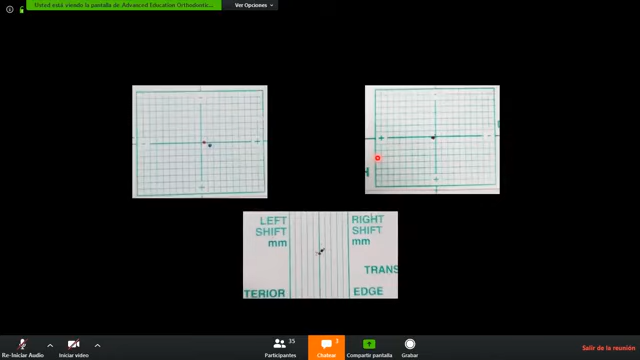 Usted está viendo la pantalla de Advanced Education Orthodontic...
Ver Opciones
LEFT
SHIFT
mm
RIGHT
SHIFT
mm
TRANS
TERIOR
EDGE
35
3
Re-Iniciar Audio
Iniciar video
Participantes
Chatear
Compartir pantalla
Grabar
Salir de la reunión